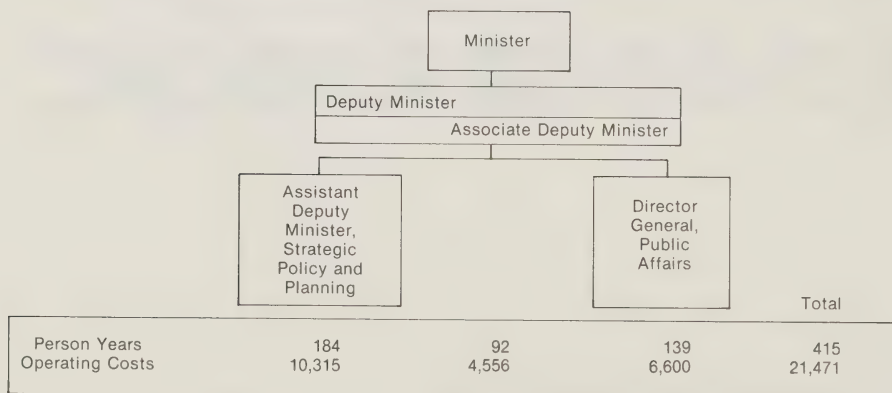 Minister
Deputy Minister
Associate Deputy Minister
Assistant
Deputy
Minister,
Strategic
Policy and
Planning
Director
General,
Public
Affairs
Total
Person Years 184 92 139 415
Operating Costs 10,315 4,556 6,600 21,471